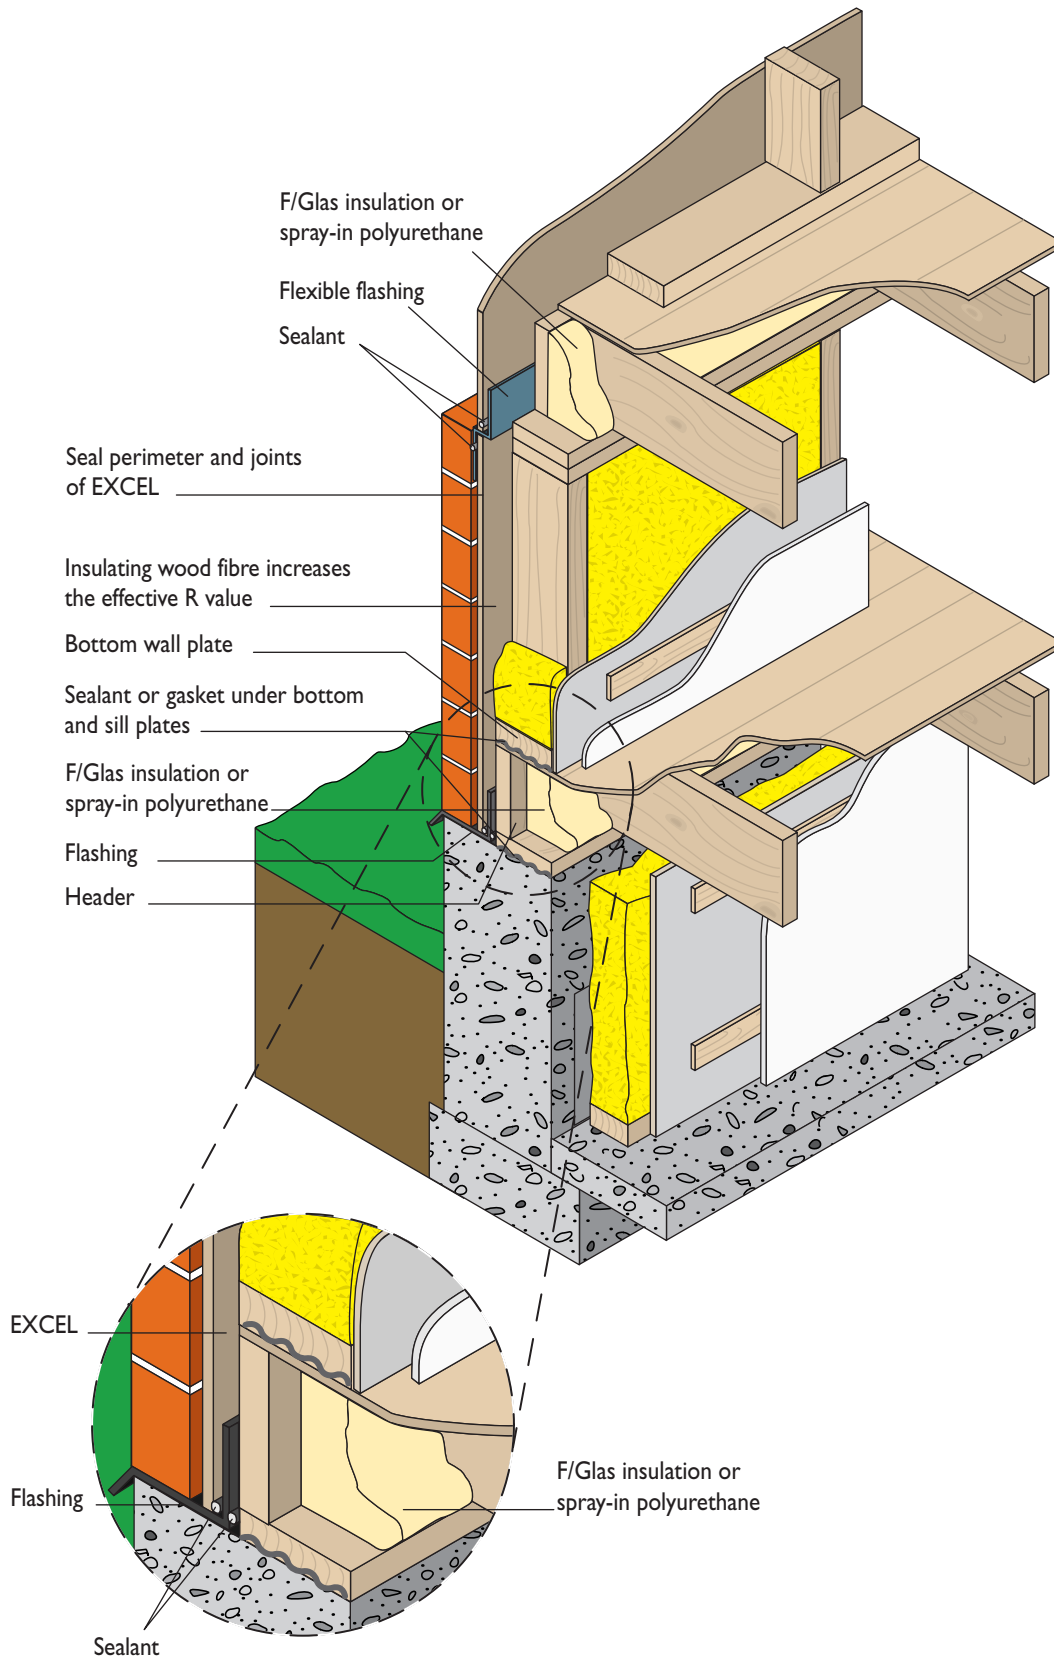 F/Glas insulation or
spray-in polyurethane
Flexible flashing
Sealant
Seal perimeter and joints
of EXCEL
Insulating wood fibre increases
the effective R value
Bottom wall plate
Sealant or gasket under bottom
and sill plates
F/Glas insulation or
spray-in polyurethane
Flashing
Header
EXCEL
Flashing
Sealant
F/Glas insulation or
spray-in polyurethane